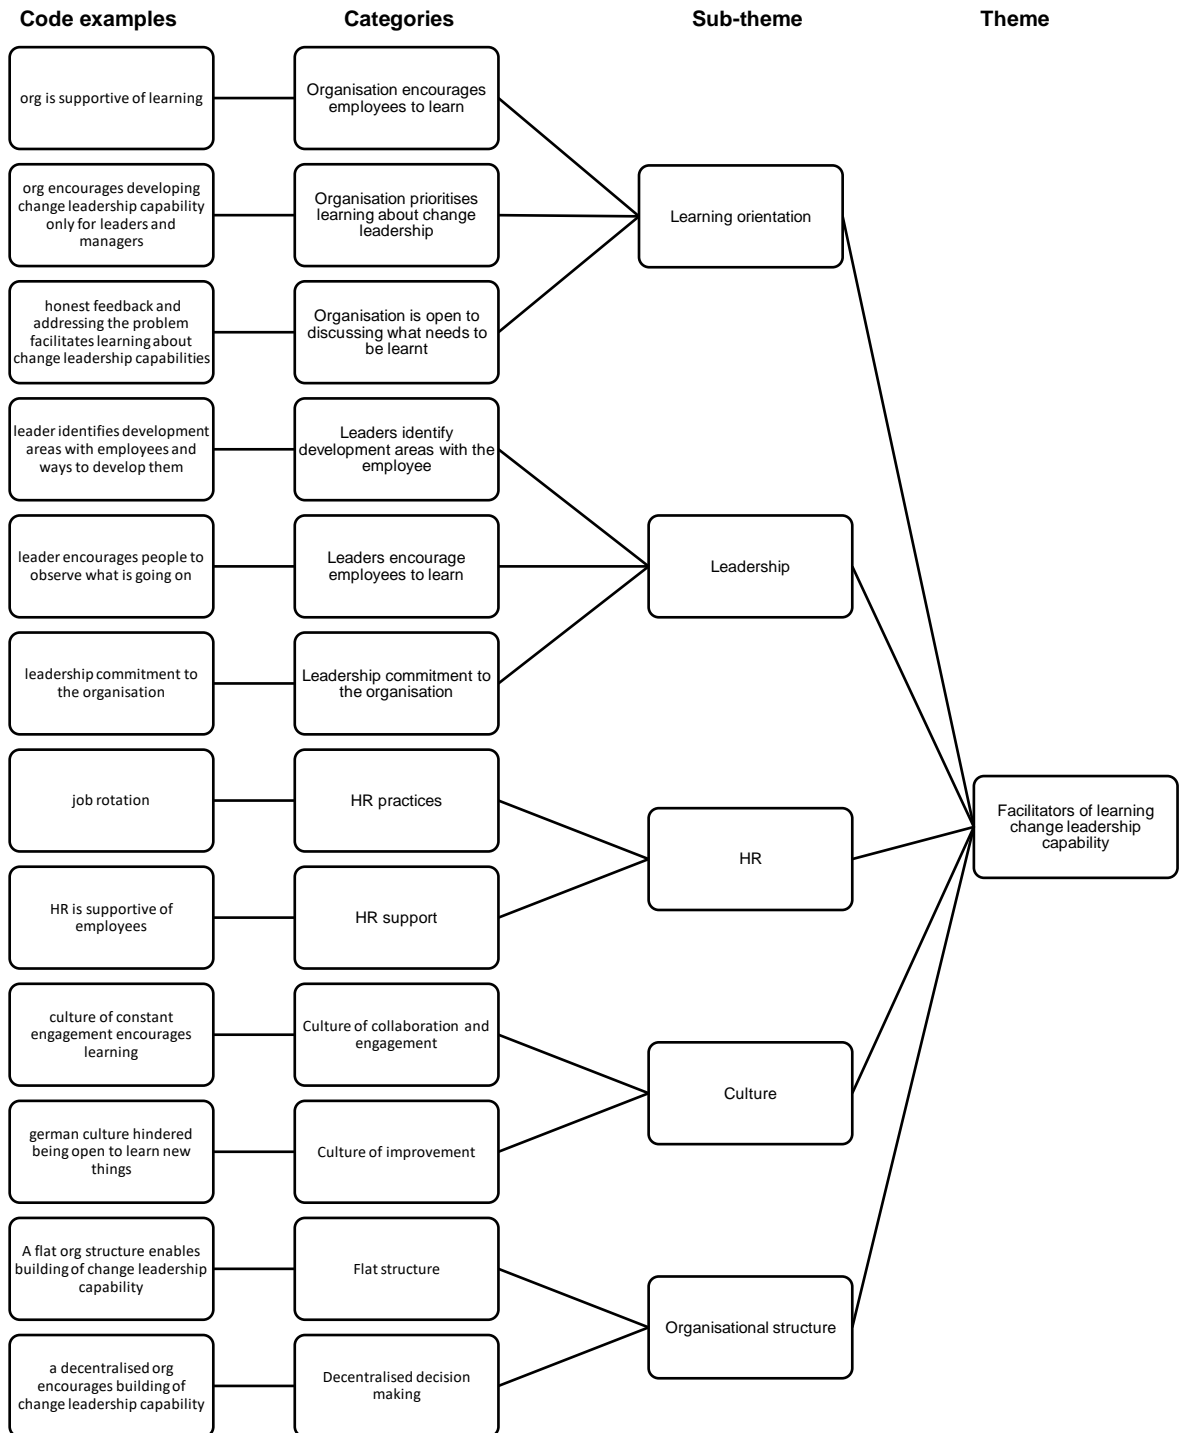 Code examples
Categories
Sub-theme
Theme
org is supportive of learning
Organisation encourages
employees to learn
org encourages developing
change leadership capability
only for leaders and
managers
Organisation prioritises
learning about change
leadership
Learning orientation
honest feedback and
addressing the problem
facilitates learning about
change leadership capabilities
Organisation is open to
discussing what needs to
be learnt
leader identifies development
areas with employees and
ways to develop them
Leaders identify
development areas with the
employee
leader encourages people to
observe what is going on
Leaders encourage
employees to learn
Leadership
leadership commitment to
the organisation
Leadership commitment to
the organisation
job rotation
HR practices
HR
Facilitators of learning
change leadership
capability
HR is supportive of
employees
HR support
culture of constant
engagement encourages
learning
Culture of collaboration and
engagement
Culture
german culture hindered
being open to learn new
things
Culture of improvement
A flat org structure enables
building of change leadership
capability
Flat structure
Organisational structure
a decentralised org
encourages building of
change leadership capability
Decentralised decision
making